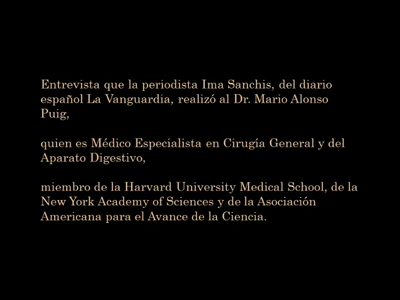 Entrevista que la periodista Ima Sanchis, del diario
español La Vanguardia, realizó al Dr. Mario Alonso
Puig,
quien es Médico Especialista en Cirugía General y del
Aparato Digestivo,
miembro de la Harvard University Medical School, de la
New York Academy of Sciences y de la Asociación
Americana para el Avance de la Ciencia.